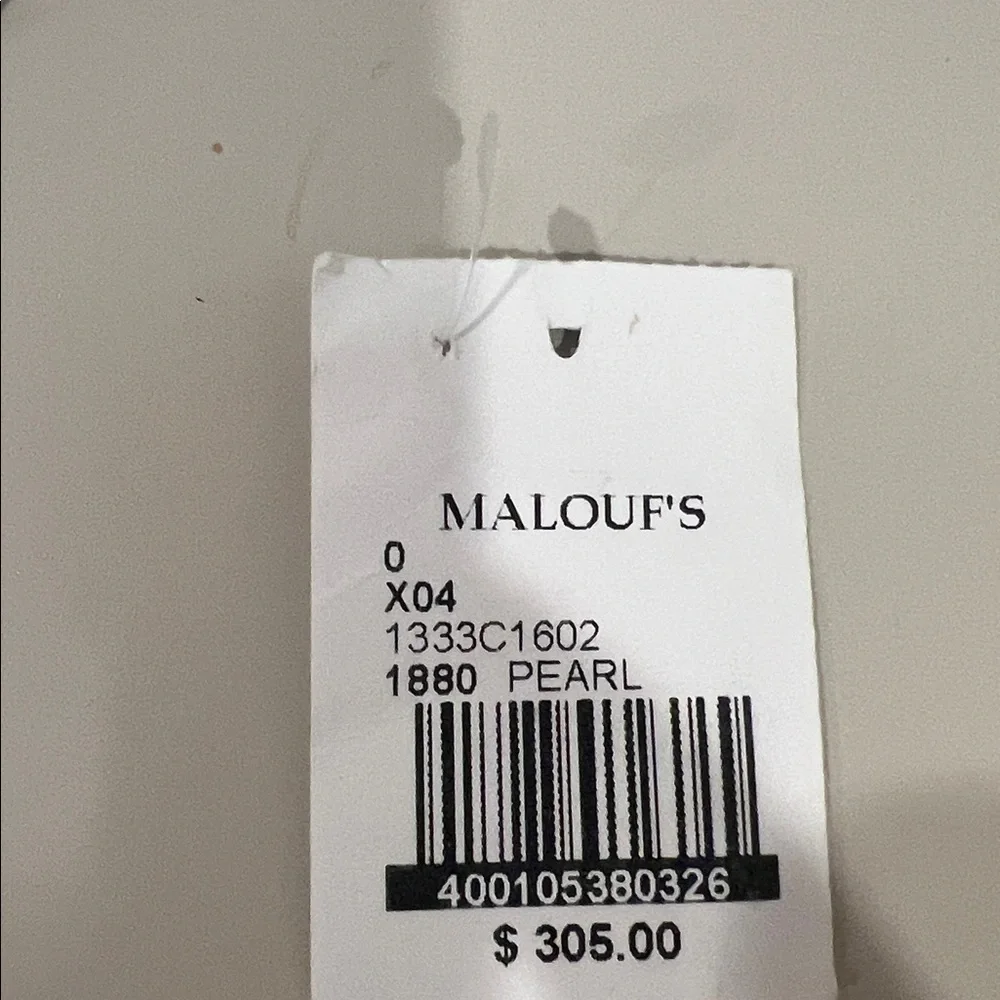 MALOUF'S
0
X04
1333C1602
1880 PEARL
400105380326
$ 305.00